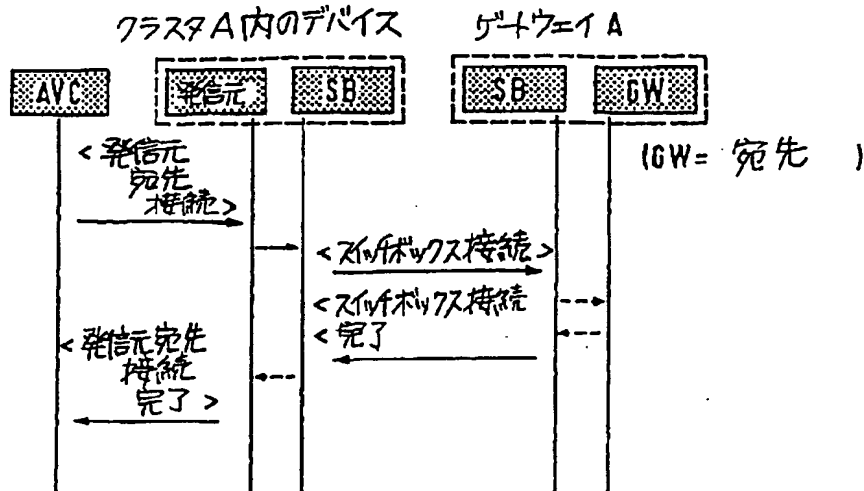 クラスタA内のデバイス
ゲートウェイA
AVC
発信元
SB
SB
GW
(GW= 宛先 )
<発信元
宛先
接続>
<スイッチボックス接続>
<スイッチボックス接続
<完了
<発信元宛先
接続
完了>